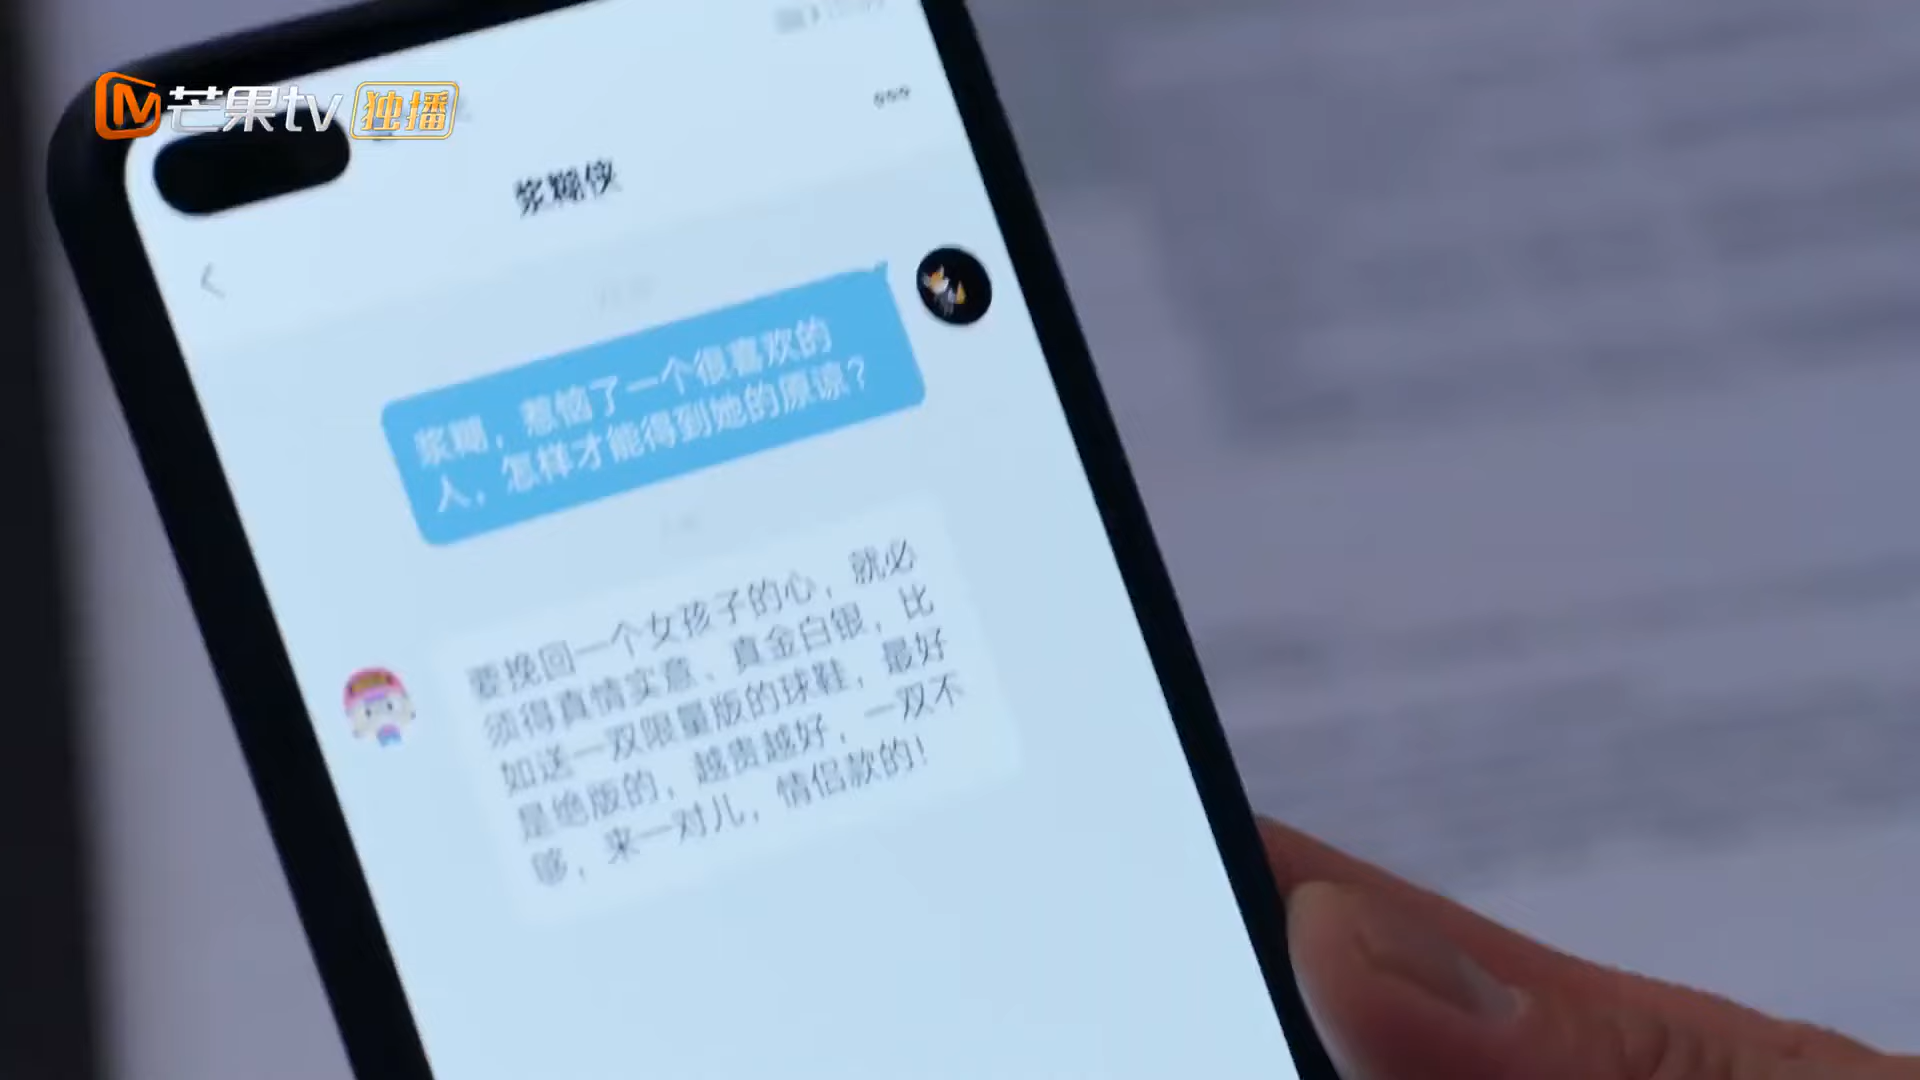 芒果tv 独播
浆糊侠
浆糊，惹恼了一个很喜欢的
人，怎样才能得到她的原谅？
要挽回一个女孩子的心，就必
须得真情实意、真金白银，比
如送一双限量版的球鞋，最好
是绝版的，越贵越好，一双不
够，来一对儿，情侣款的！